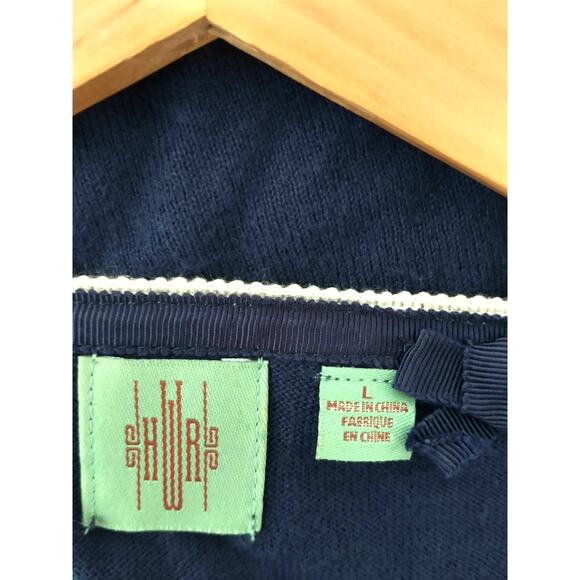 HWR
L
MADE IN CHINA
FABRIQUE
EN CHINE